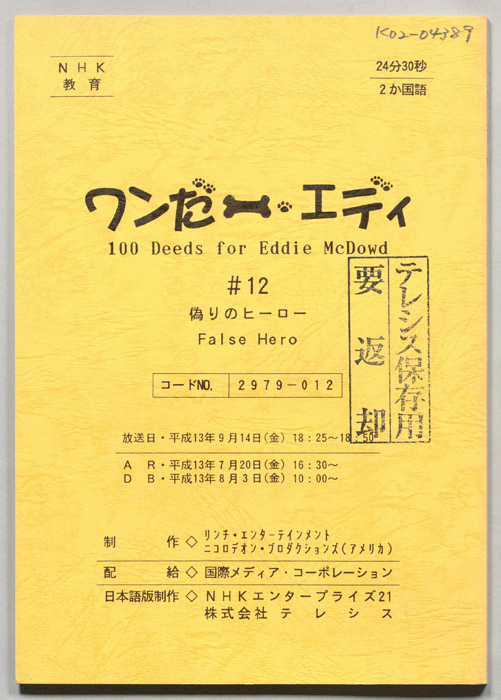 K02-04389
NHK
教育
24分30秒
2か国語
ワンだー・エディ
100 Deeds for Eddie McDowd
#12
偽りのヒーロー
False Hero
コードNO. 2979-012
テレシス保存用
要返却
放送日・平成13年9月14日(金) 18:25~18:50
AR・平成13年7月20日(金) 16:30~
DB・平成13年8月3日(金) 10:00~
制作◇リンチ・エンターテインメント
ニコロデオン・プロダクションズ(アメリカ)
配給◇国際メディア・コーポレーション
日本語版制作◇NHKエンタープライズ21
株式会社テレシス